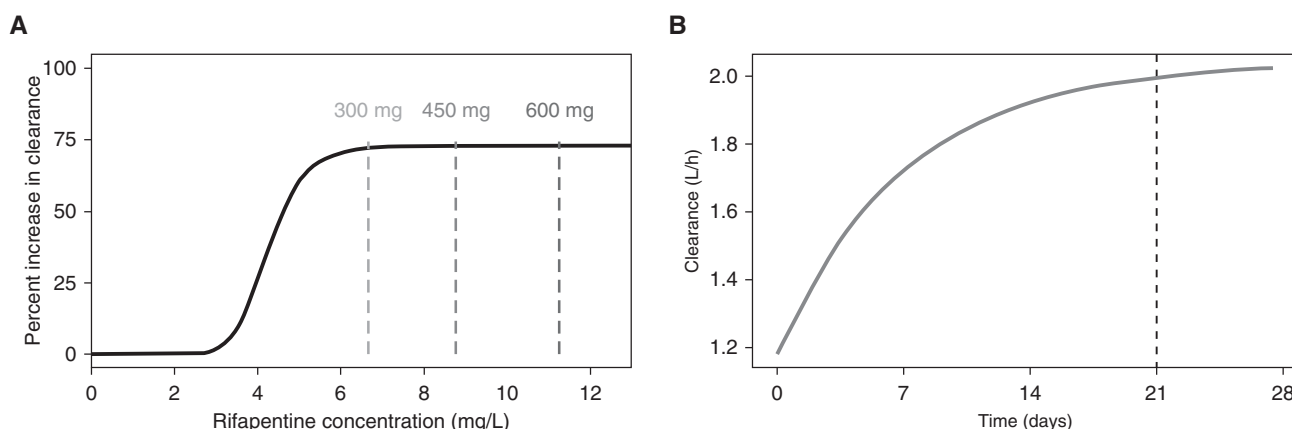 A
Percent increase in clearance
100
75
50
25
0
300 mg 450 mg 600 mg
0 2 4 6 8 10 12
Rifapentine concentration (mg/L)
B
Clearance (L/h)
2.0
1.8
1.6
1.4
1.2
0 7 14 21 28
Time (days)